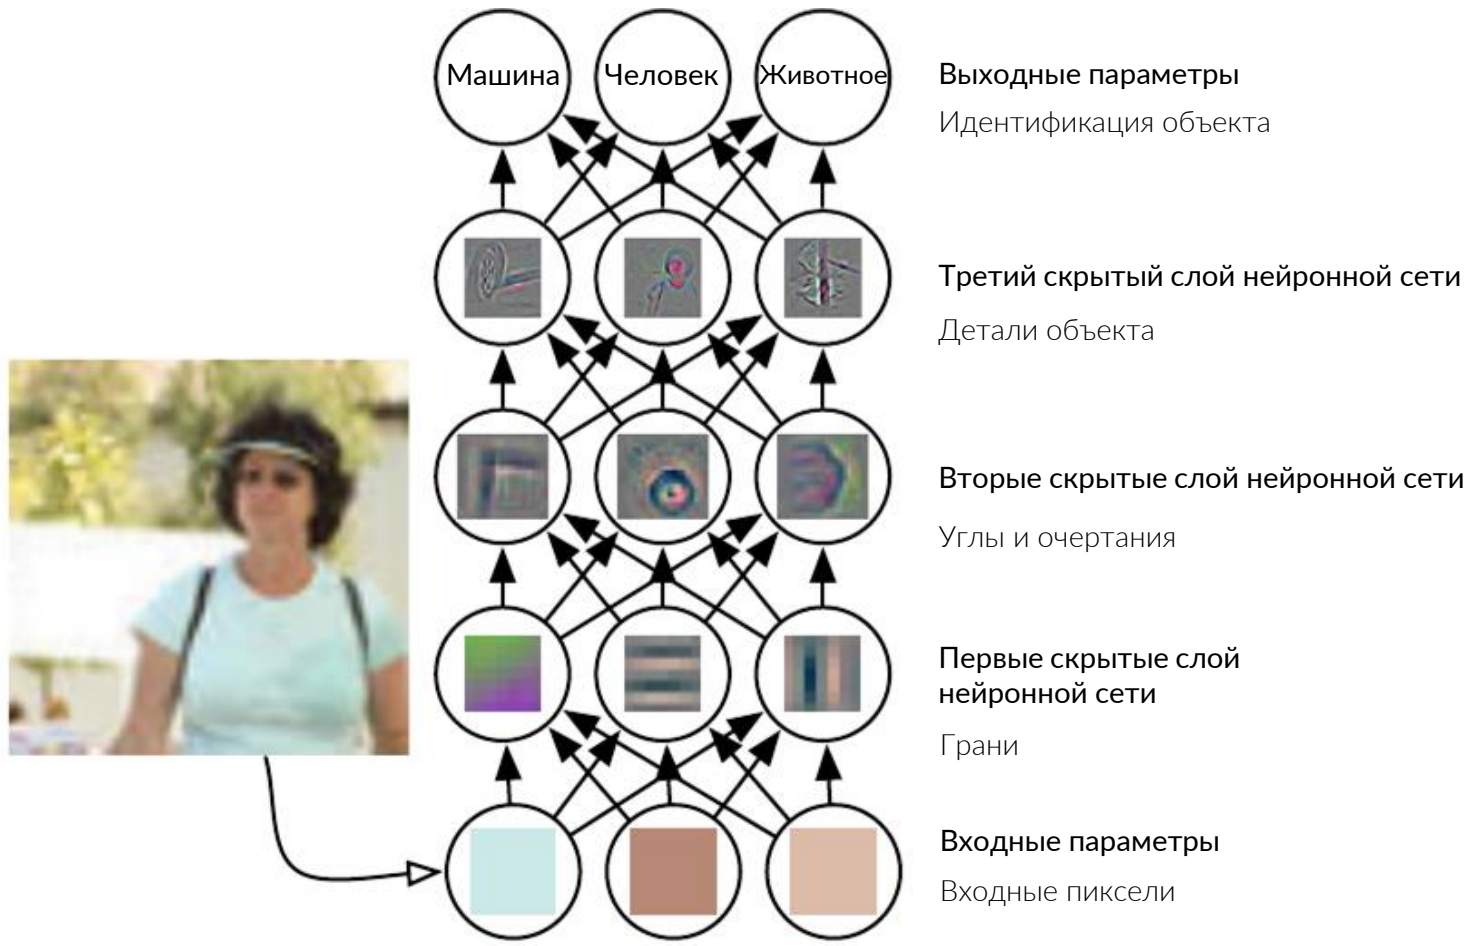 Машина Человек Животное
Выходные параметры
Идентификация объекта
Третий скрытый слой нейронной сети
Детали объекта
Вторые скрытые слой нейронной сети
Углы и очертания
Первые скрытые слой
нейронной сети
Грани
Входные параметры
Входные пиксели